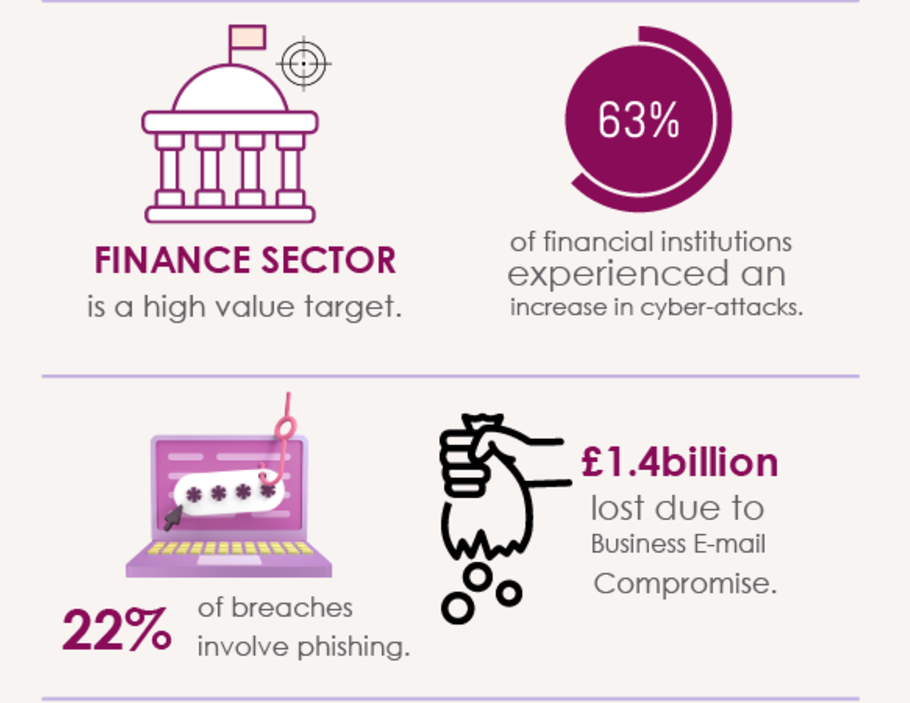 63%
FINANCE SECTOR
is a high value target.
of financial institutions
experienced an
increase in cyber-attacks.
****
22%
of breaches
involve phishing.
£1.4billion
lost due to
Business E-mail
Compromise.